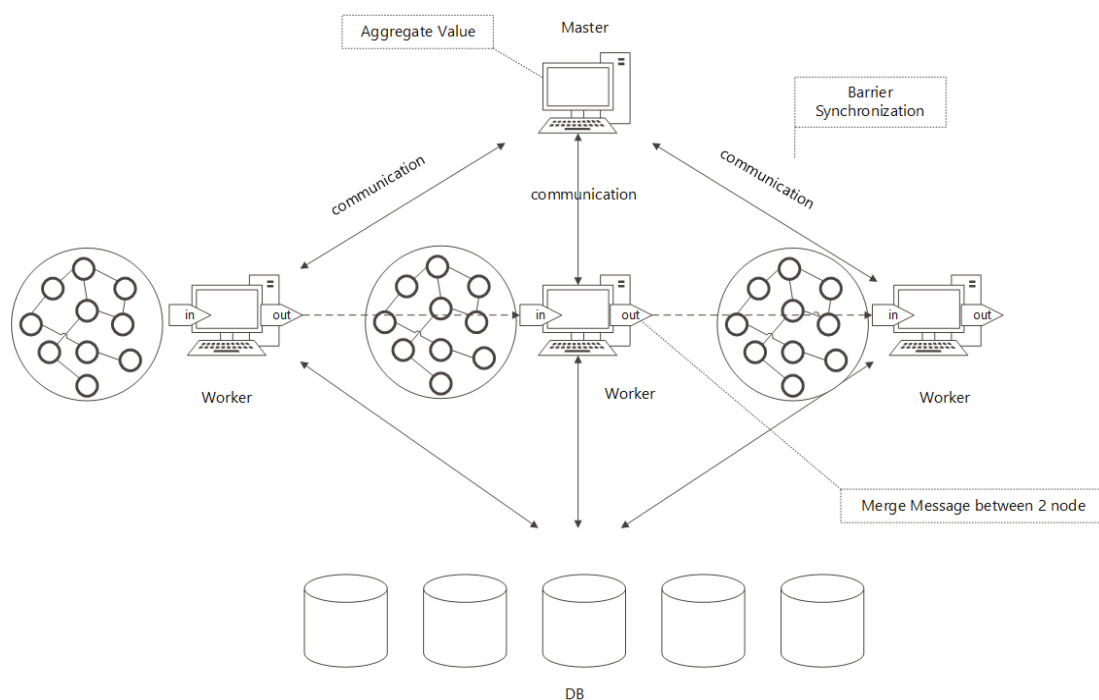 Aggregate Value
Master
Barrier
Synchronization
communication
communication
communication
in
out
in
out
in
out
Worker
Worker
Worker
Merge Message between 2 node
DB